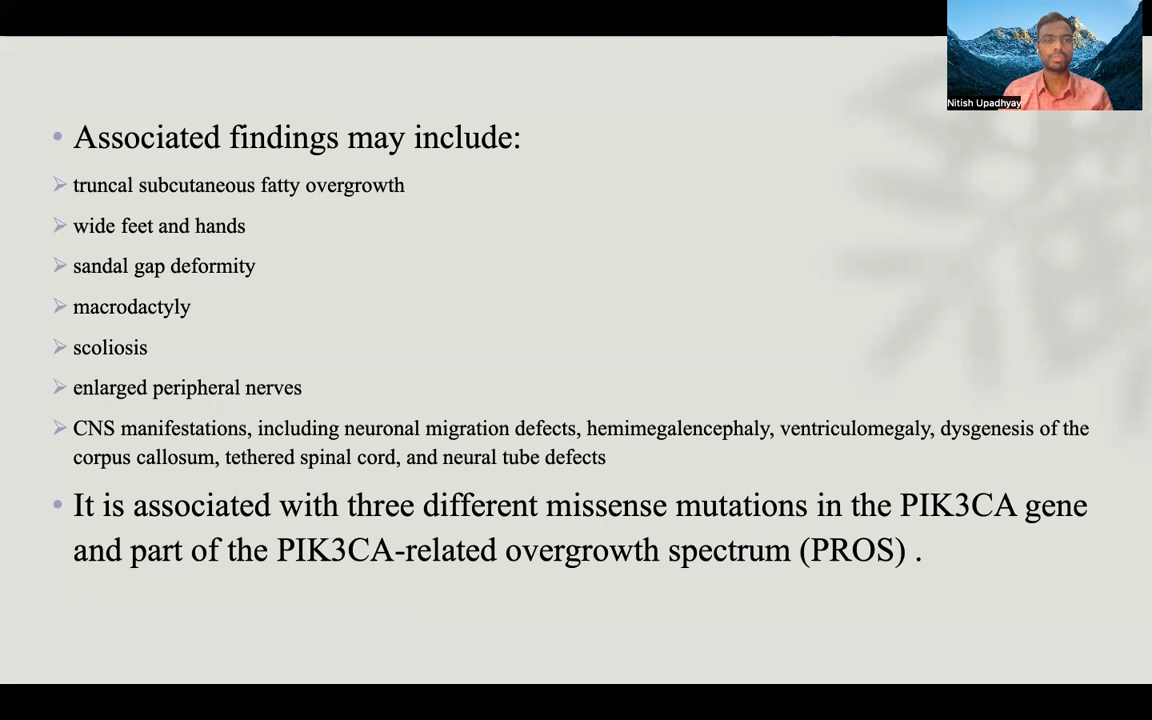 Nitish Upadhyay
• Associated findings may include:
➢ truncal subcutaneous fatty overgrowth
➢ wide feet and hands
➢ sandal gap deformity
➢ macrodactyly
➢ scoliosis
➢ enlarged peripheral nerves
➢ CNS manifestations, including neuronal migration defects, hemimegalencephaly, ventriculomegaly, dysgenesis of the
corpus callosum, tethered spinal cord, and neural tube defects
• It is associated with three different missense mutations in the PIK3CA gene
and part of the PIK3CA-related overgrowth spectrum (PROS) .